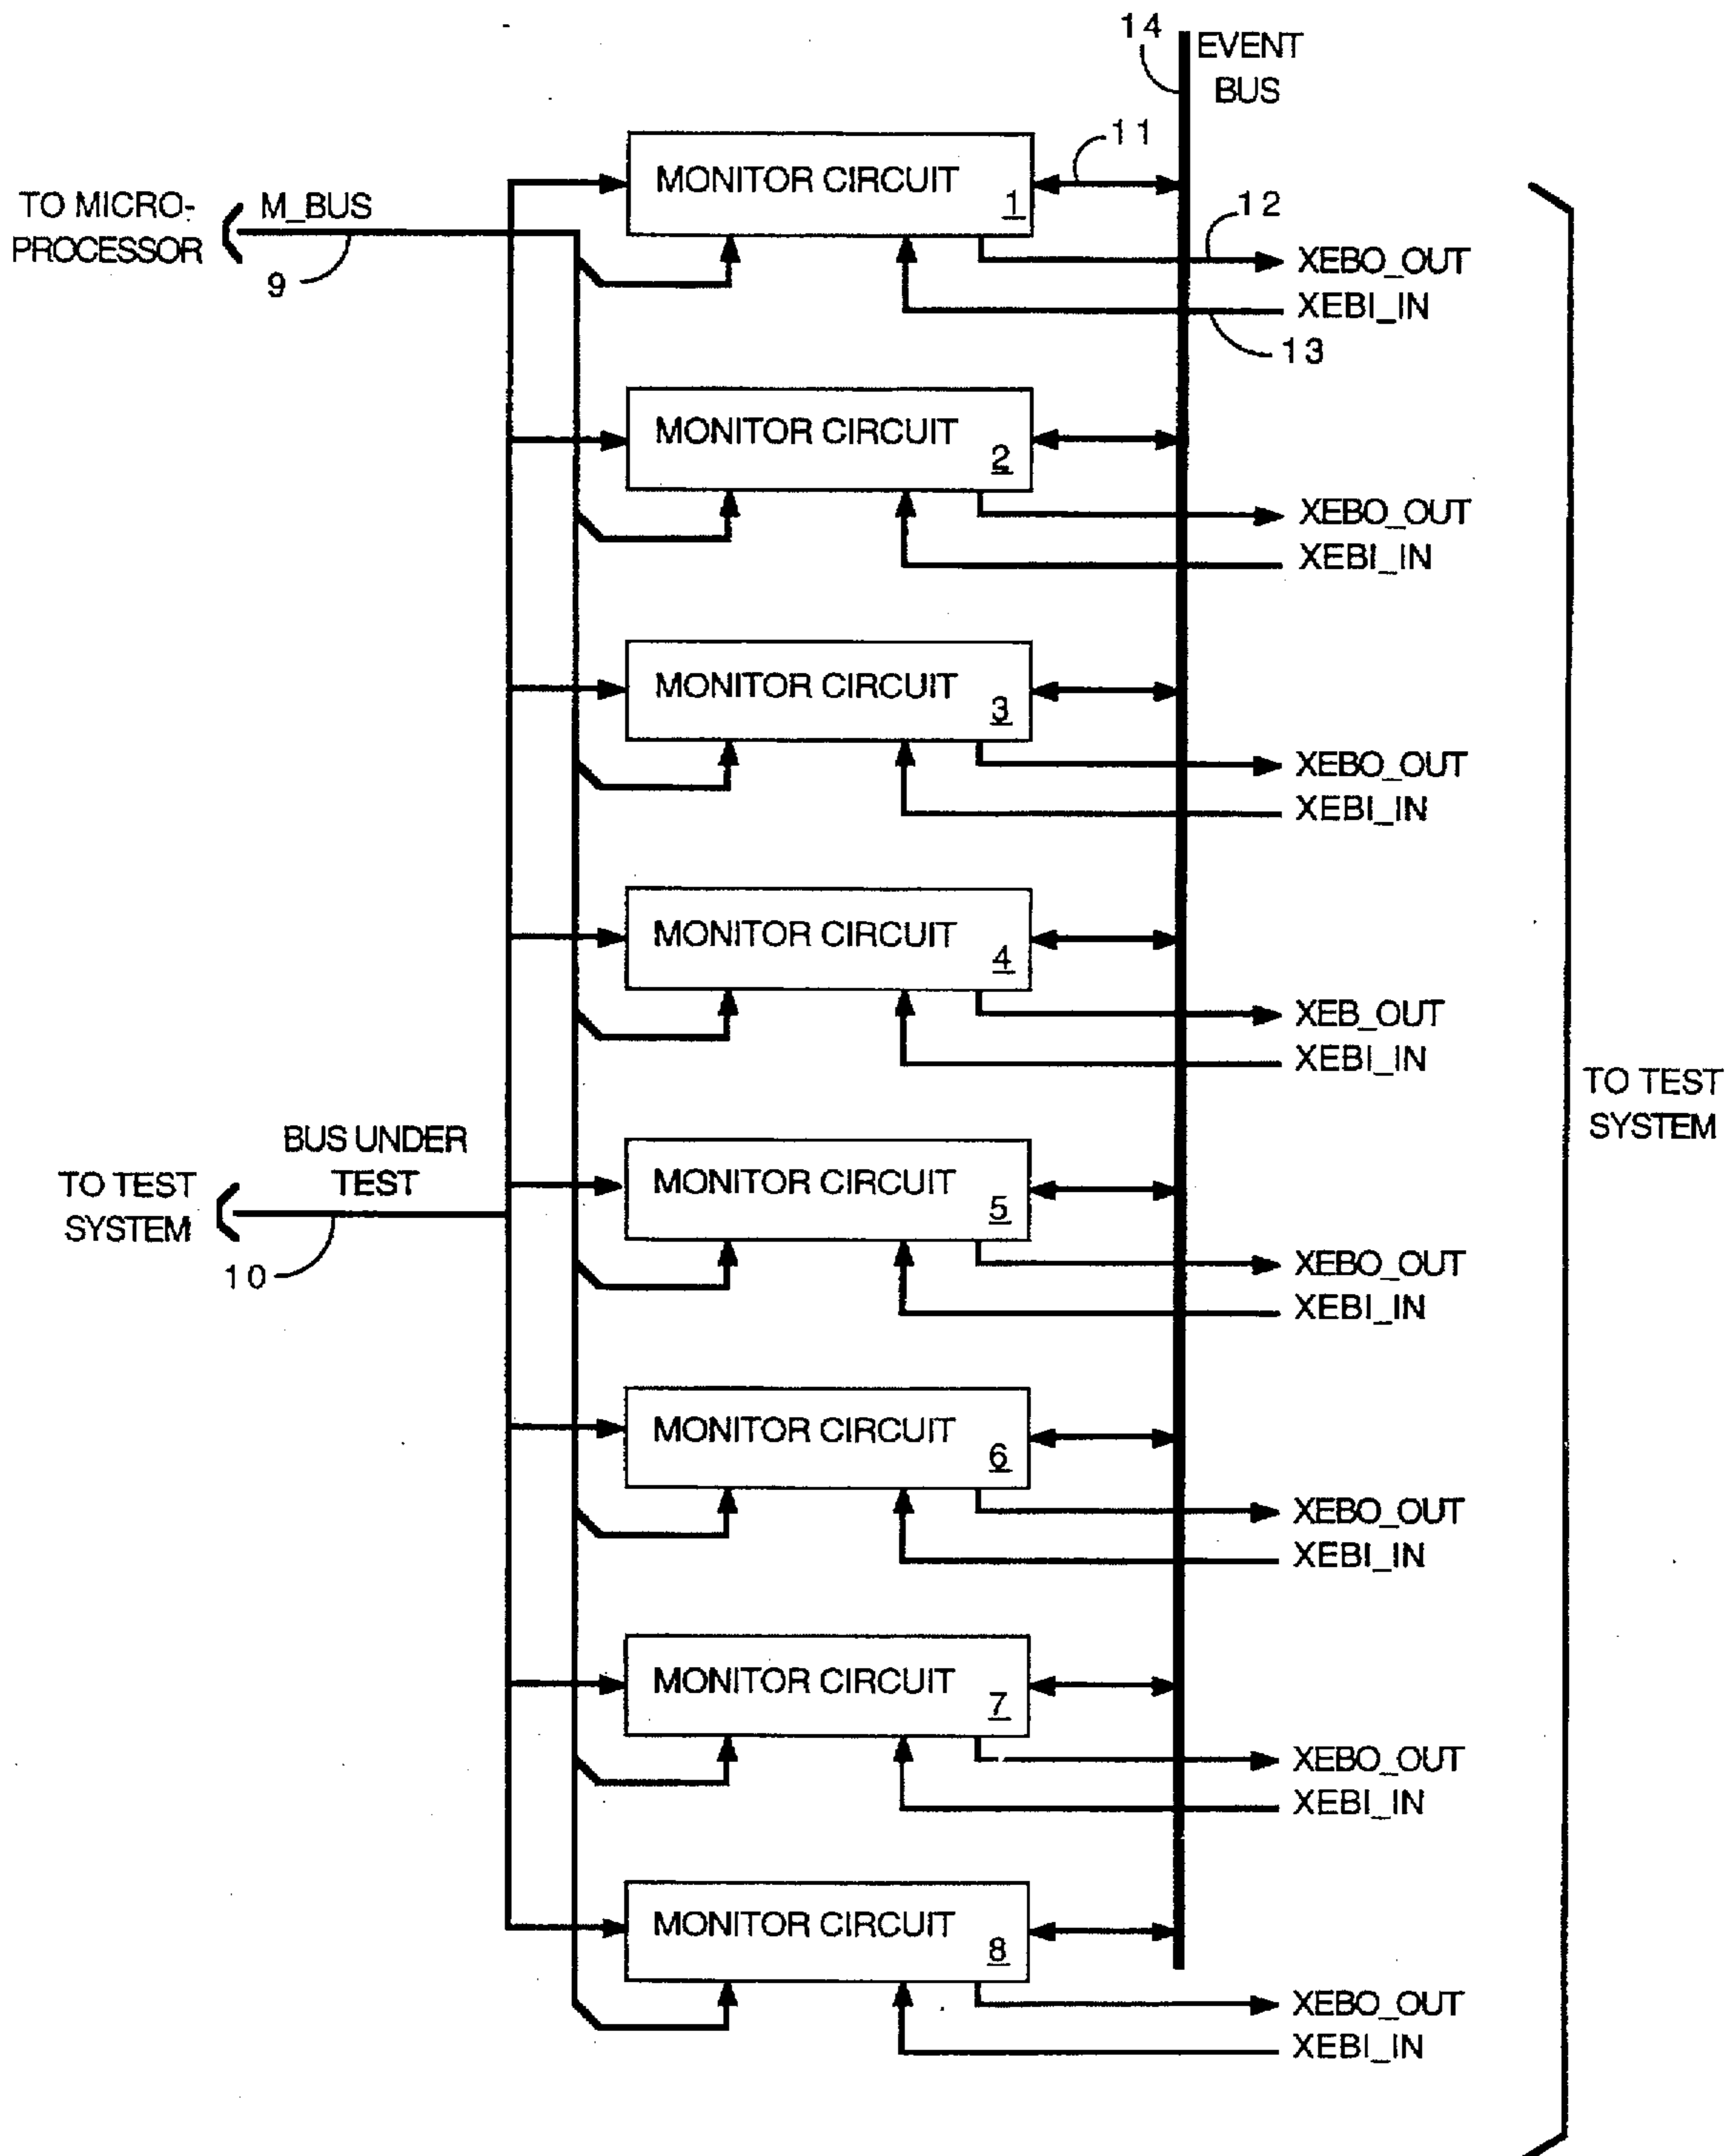 14
EVENT
BUS
11
MONITOR CIRCUIT
1
TO MICRO-
PROCESSOR
M_BUS
9
12
XEBO_OUT
XEBI_IN
13
MONITOR CIRCUIT
2
XEBO_OUT
XEBI_IN
MONITOR CIRCUIT
3
XEBO_OUT
XEBI_IN
MONITOR CIRCUIT
4
XEB_OUT
XEBI_IN
TO TEST
SYSTEM
BUS UNDER
TEST
TO TEST
SYSTEM
10
MONITOR CIRCUIT
5
XEBO_OUT
XEBI_IN
MONITOR CIRCUIT
6
XEBO_OUT
XEBI_IN
MONITOR CIRCUIT
7
XEBO_OUT
XEBI_IN
MONITOR CIRCUIT
8
XEBO_OUT
XEBI_IN